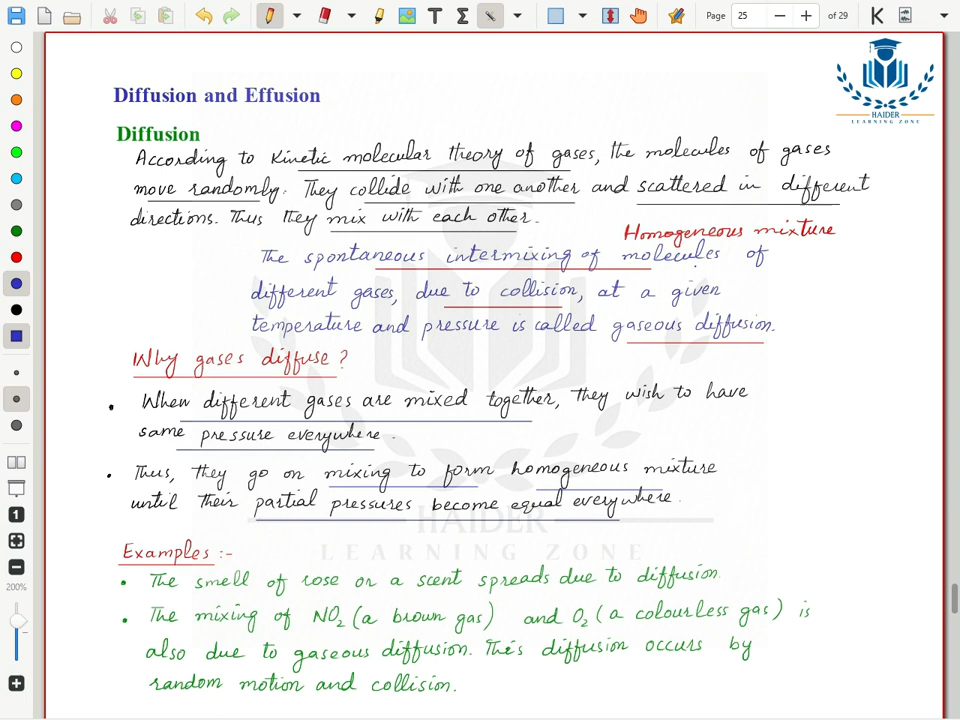 Page 25 of 29
HAIDER
LEARNING ZONE
Diffusion and Effusion
Diffusion
According to kinetic molecular theory of gases, the molecules of gases
move randomly. They collide with one another and scattered in different
directions. Thus they mix with each other.
Homogeneous mixture
The spontaneous intermixing of molecules of
different gases, due to collision, at a given
temperature and pressure is called gaseous diffusion.
Why gases diffuse?
• When different gases are mixed together, they wish to have
same pressure everywhere.
• Thus, they go on mixing to form homogeneous mixture
until their partial pressures become equal everywhere.
HAIDER
LEARNING ZONE
Examples :-
• The smell of rose or a scent spreads due to diffusion.
• The mixing of NO₂ (a brown gas) and O₂ (a colourless gas) is
also due to gaseous diffusion. This diffusion occurs by
random motion and collision.
1
200%